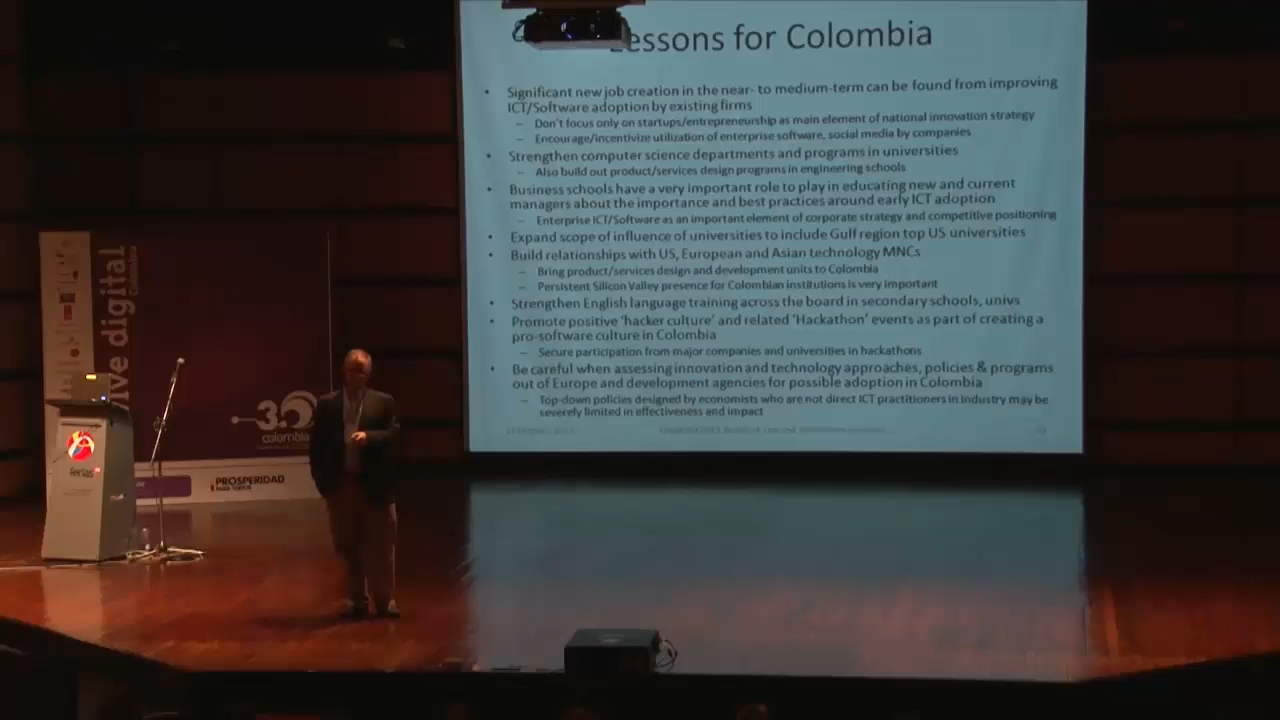 essons for Colombia
• Significant new job creation in the near- to medium-term can be found from improving
ICT/Software adoption by existing firms
– Don't focus only on startups/entrepreneurship as main element of national innovation strategy
– Encourage/incentivize utilization of enterprise software, social media by companies
• Strengthen computer science departments and programs in universities
– Also build out product/services design programs in engineering schools
• Business schools have a very important role to play in educating new and current
managers about the importance and best practices around early ICT adoption
– Enterprise ICT/Software as an important element of corporate strategy and competitive positioning
• Expand scope of influence of universities to include Gulf region top US universities
• Build relationships with US, European and Asian technology MNCs
– Bring product/services design and development units to Colombia
– Persistent Silicon Valley presence for Colombian institutions is very important
• Strengthen English language training across the board in secondary schools, univs
• Promote positive 'hacker culture' and related 'Hackathon' events as part of creating a
pro-software culture in Colombia
– Secure participation from major companies and universities in hackathons
• Be careful when assessing innovation and technology approaches, policies & programs
out of Europe and development agencies for possible adoption in Colombia
– Top-down policies designed by economists who are not direct ICT practitioners in industry may be
severely limited in effectiveness and impact
ive digital
Colombia
3.0
colombia
ferias
PROSPERIDAD
PARA TODOS